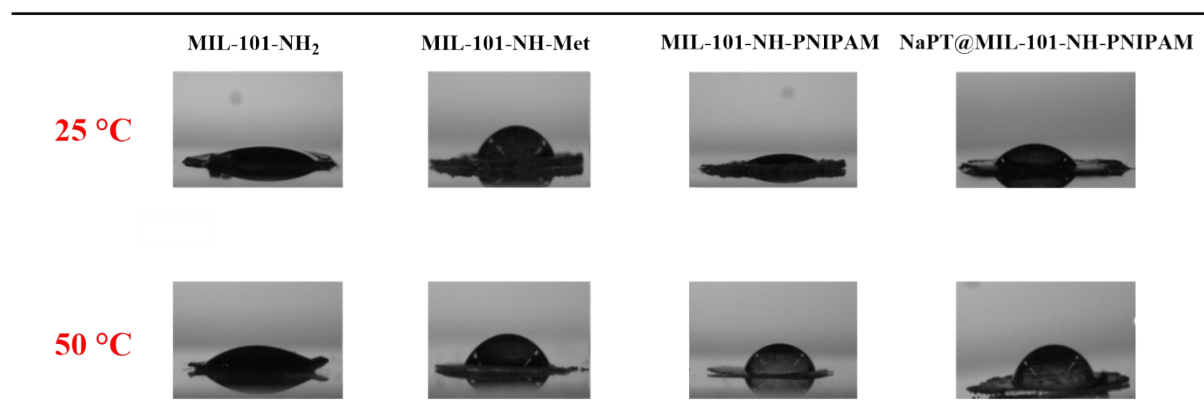 MIL-101-NH₂ MIL-101-NH-Met MIL-101-NH-PNIPAM NaPT@MIL-101-NH-PNIPAM
25 °C
50 °C